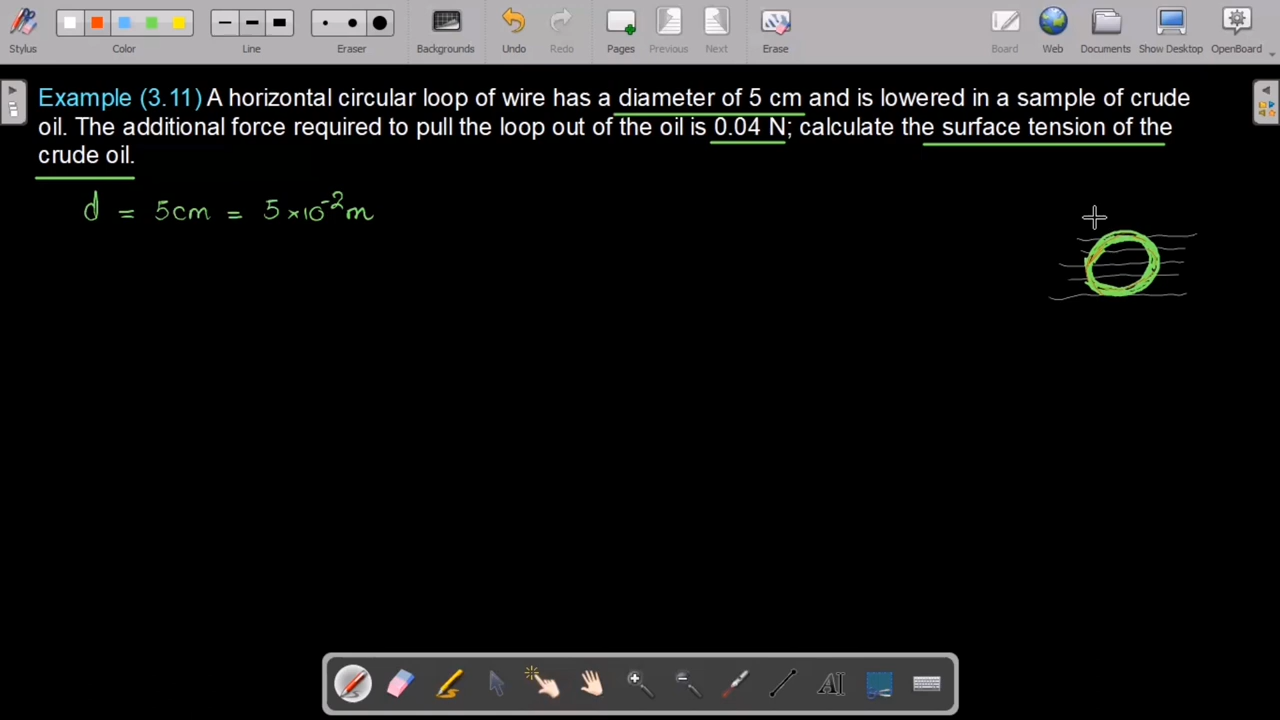 Stylus Color Line Eraser Backgrounds Undo Redo Pages Previous Next Erase Board Web Documents Show Desktop OpenBoard
Example (3.11) A horizontal circular loop of wire has a diameter of 5 cm and is lowered in a sample of crude
oil. The additional force required to pull the loop out of the oil is 0.04 N; calculate the surface tension of the
crude oil.
d = 5cm = 5×10⁻²m
AI